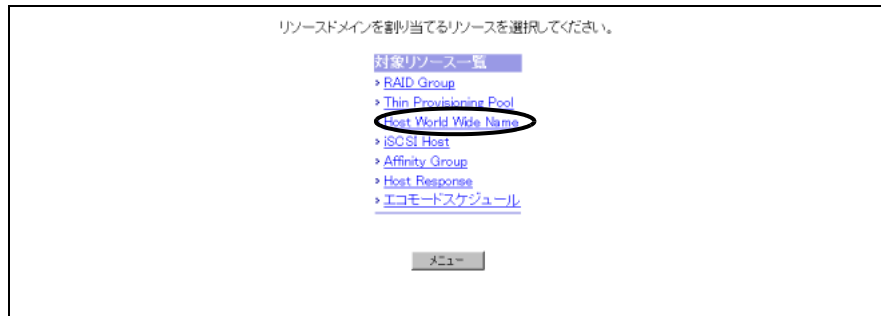 リソースドメインを割り当てるリソースを選択してください。
対象リソース一覧
> RAID Group
> Thin Provisioning Pool
> Host World Wide Name
> iSCSI Host
> Affinity Group
> Host Response
> エコモードスケジュール
メニュー